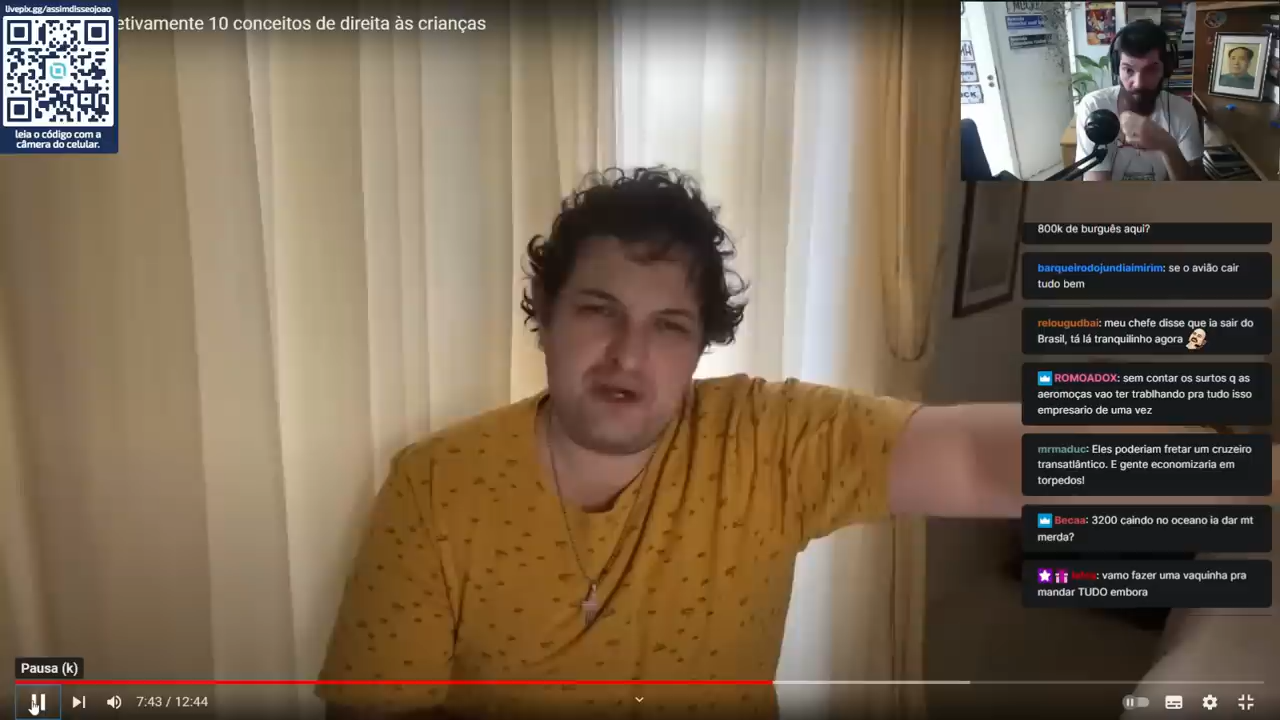 livepix.gg/assimdisseojoao
etivamente 10 conceitos de direita às crianças
leia o código com a
câmera do celular.
800k de burguês aqui?
barqueirodojundiaimirim: se o avião cair
tudo bem
relougudbai: meu chefe disse que ia sair do
Brasil, tá lá tranquilinho agora
ROMOADOX: sem contar os surtos q as
aeromoças vao ter trablhando pra tudo isso
empresario de uma vez
mrmaduc: Eles poderiam fretar um cruzeiro
transatlântico. E gente economizaria em
torpedos!
Becaa: 3200 caindo no oceano ia dar mt
merda?
: vamo fazer uma vaquinha pra
mandar TUDO embora
Pausa (k)
7:43 / 12:44